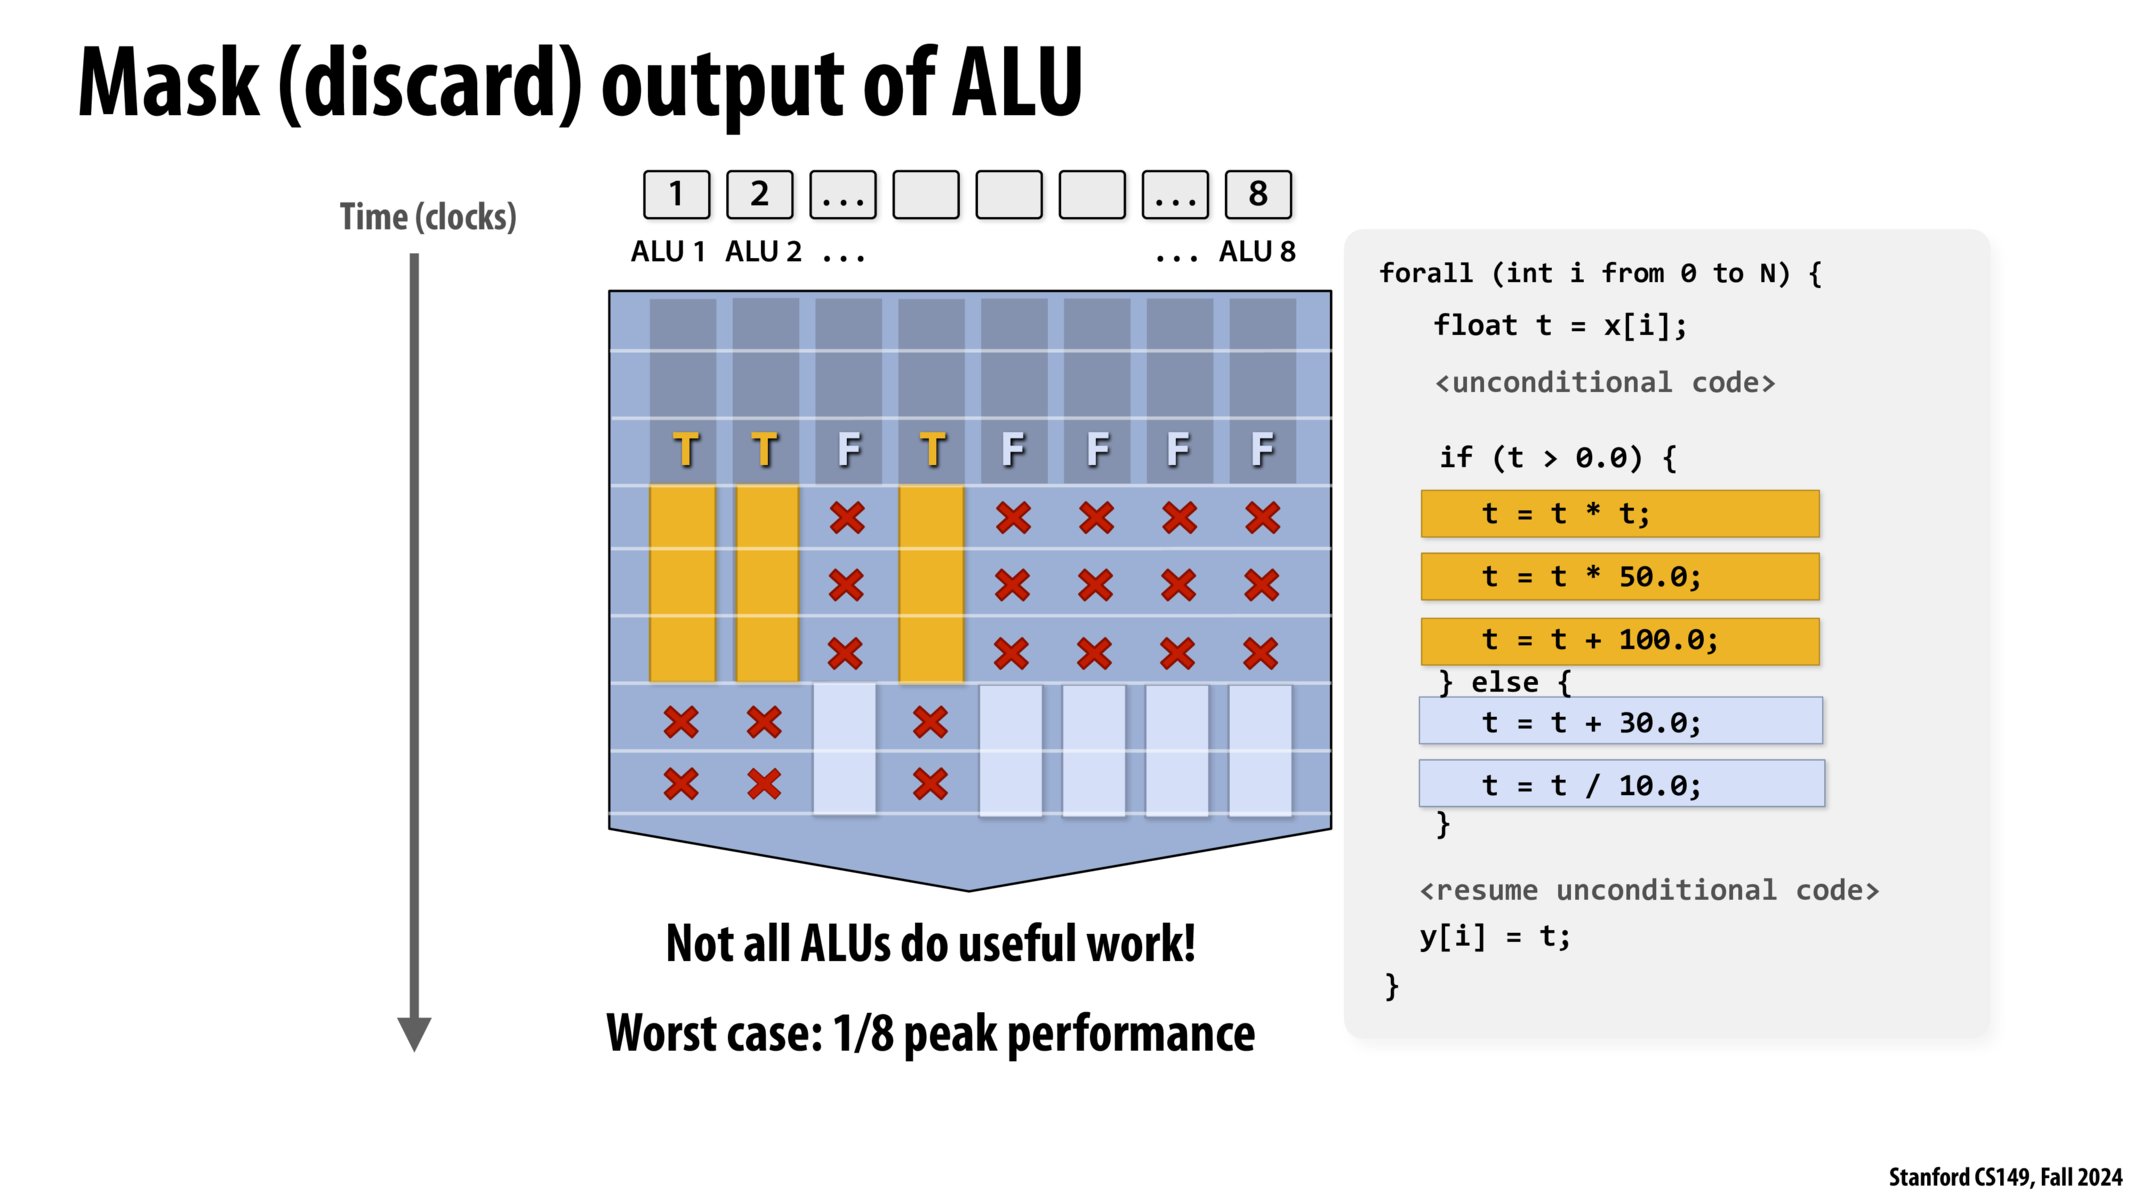 Mask (discard) output of ALU
Time (clocks)
1 2 ... ... 8
ALU 1 ALU 2 ... ... ALU 8
T T F T F F F F
Not all ALUs do useful work!
Worst case: 1/8 peak performance
forall (int i from 0 to N) {
float t = x[i];
<unconditional code>
if (t > 0.0) {
t = t * t;
t = t * 50.0;
t = t + 100.0;
} else {
t = t + 30.0;
t = t / 10.0;
}
<resume unconditional code>
y[i] = t;
}
Stanford CS149, Fall 2024